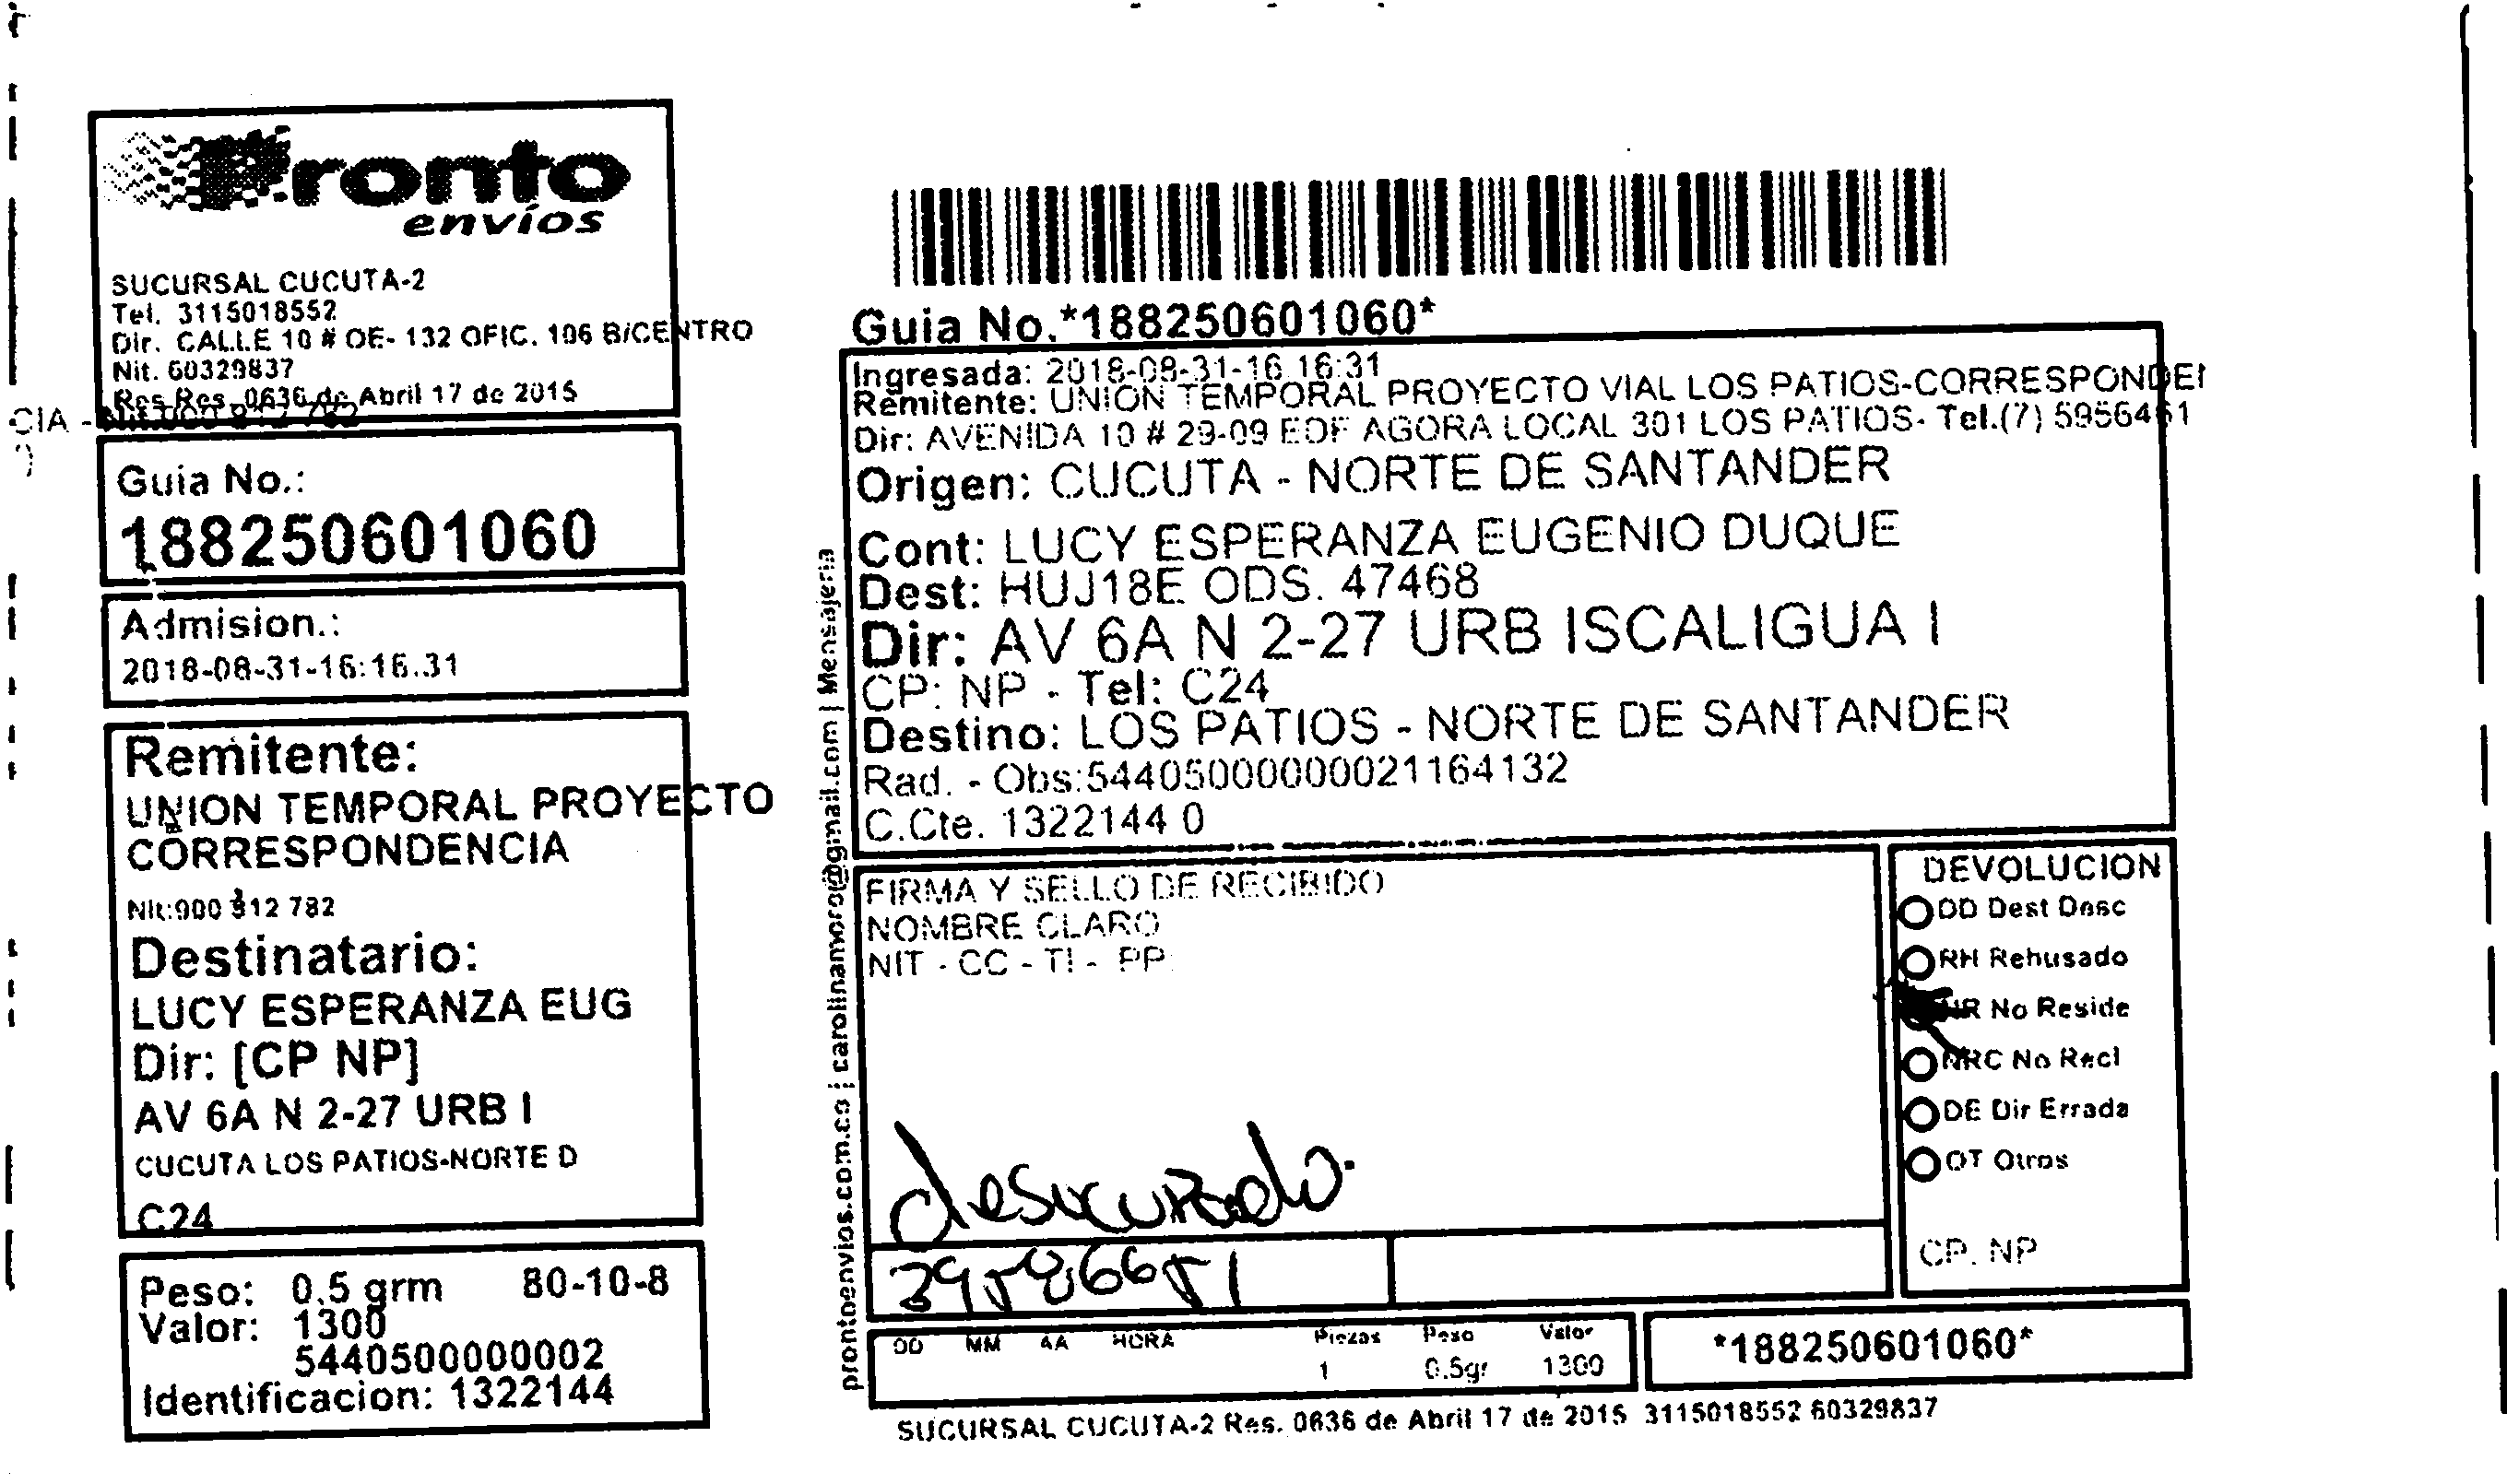 Pronto
envíos
SUCURSAL CUCUTA-2
Tel. 3115018552
Dir. CALLE 10 # OE- 132 OFIC. 106 B/CENTRO
Nit. 60329837
Res Res. 0636 de Abril 17 de 2015
CIA -
Guia No.:
188250601060
Admision.:
2018-08-31-16:16.31
Remitente:
UNION TEMPORAL PROYECTO
CORRESPONDENCIA
Nit:900 812 782
Destinatario:
LUCY ESPERANZA EUG
Dir: [CP NP]
AV 6A N 2-27 URB I
CUCUTA LOS PATIOS-NORTE D
C24
Peso: 0.5 grm 80-10-8
Valor: 1300
5440500000002
Identificacion: 1322144
prontoenvios.com.co | carolinamoro@gmail.com | Mensajeria
Guia No.*188250601060*
Ingresada: 2018-08-31-16 16:31
Remitente: UNION TEMPORAL PROYECTO VIAL LOS PATIOS-CORRESPONDEN
Dir: AVENIDA 10 # 29-09 EDF AGORA LOCAL 301 LOS PATIOS- Tel.(7) 5956461
Origen: CUCUTA - NORTE DE SANTANDER
Cont: LUCY ESPERANZA EUGENIO DUQUE
Dest: HUJ18E ODS. 47468
Dir: AV 6A N 2-27 URB ISCALIGUA I
CP: NP - Tel: C24
Destino: LOS PATIOS - NORTE DE SANTANDER
Rad. - Obs:544050000000021164132
C.Cte. 1322144 0
FIRMA Y SELLO DE RECIBIDO
NOMBRE CLARO
NIT - CC - TI - PP.
DEVOLUCION
DD Dest Desc
RH Rehusado
NR No Reside
NRC No Recl
DE Dir Errada
OT Otros
CP. NP
DD MM AA HORA Piezas Peso Valor
1 0.5gr 1300
*188250601060*
SUCURSAL CUCUTA-2 Res. 0636 de Abril 17 de 2015 3115018552 60329837